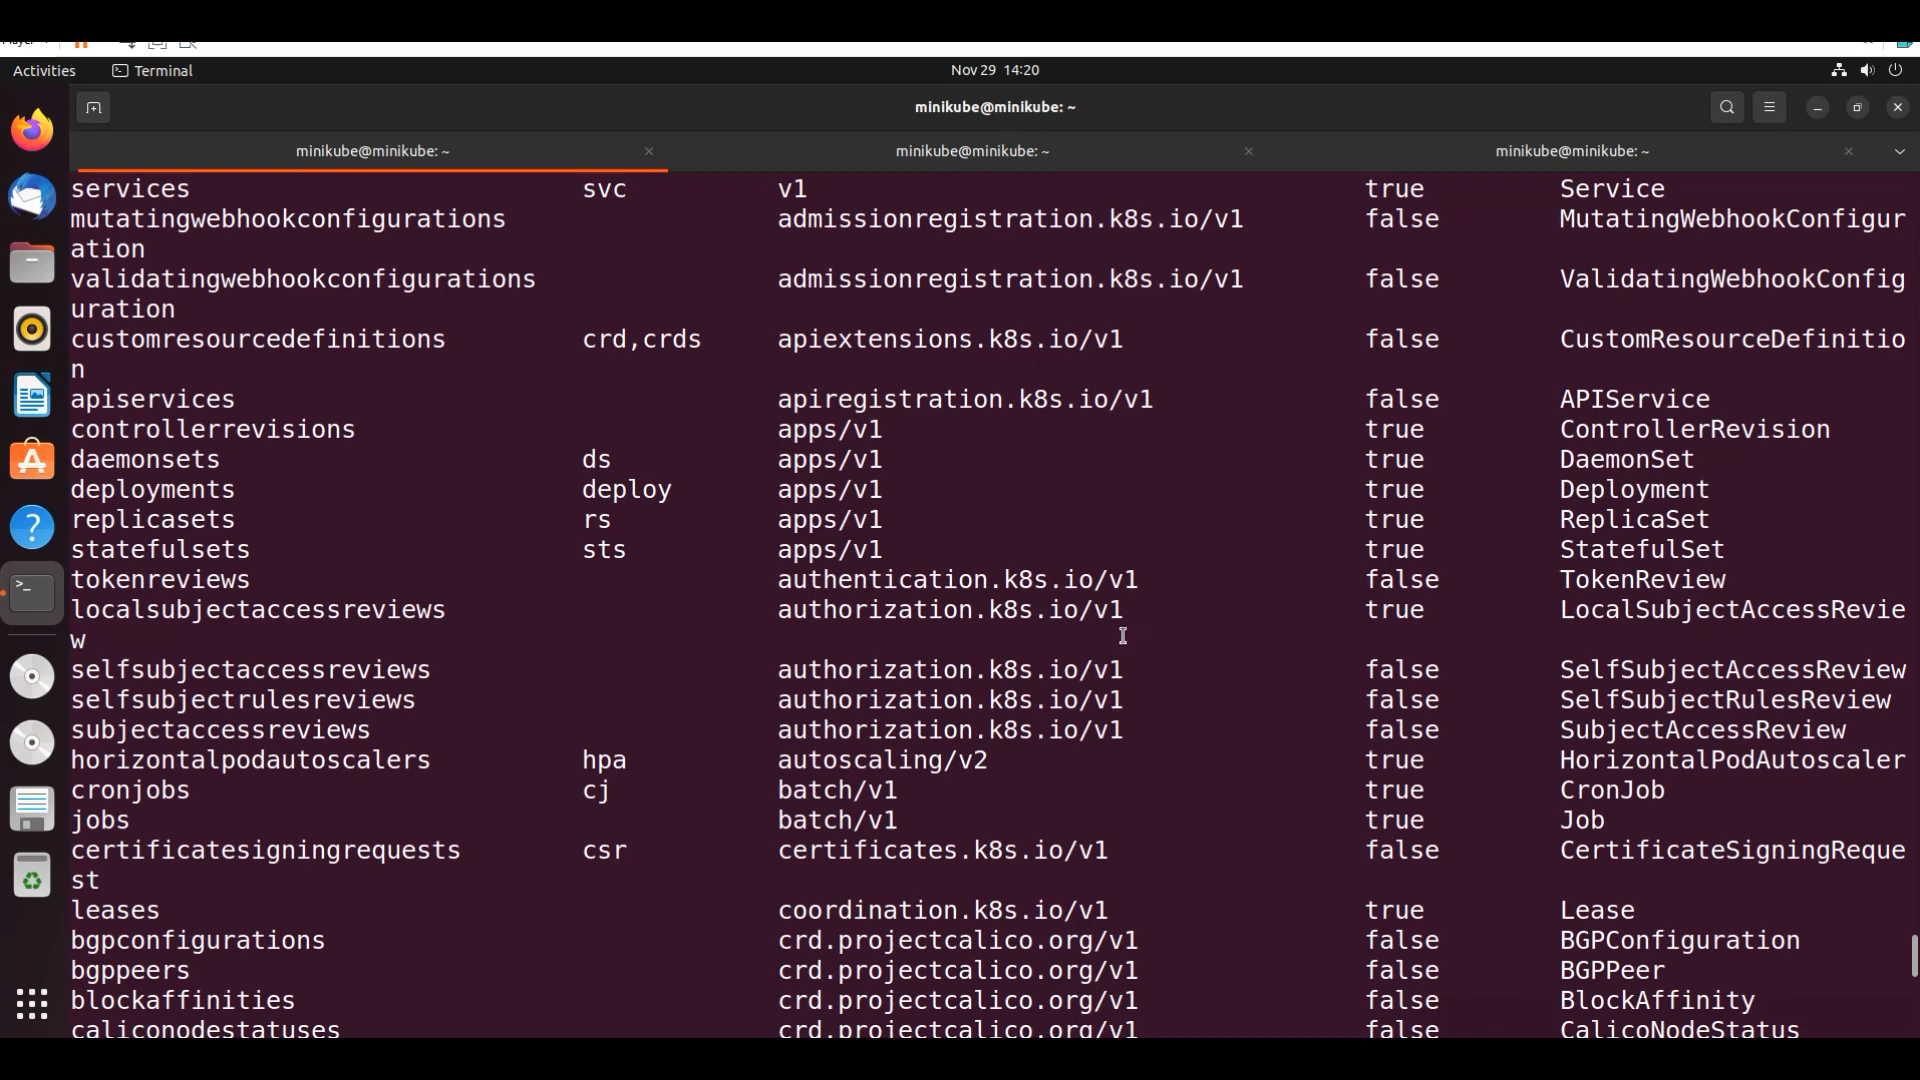 Activities Terminal Nov 29 14:20
minikube@minikube: ~
minikube@minikube: ~ minikube@minikube: ~ minikube@minikube: ~
services svc v1 true Service
mutatingwebhookconfigurations admissionregistration.k8s.io/v1 false MutatingWebhookConfigur
ation
validatingwebhookconfigurations admissionregistration.k8s.io/v1 false ValidatingWebhookConfig
uration
customresourcedefinitions crd,crds apiextensions.k8s.io/v1 false CustomResourceDefinitio
n
apiservices apiregistration.k8s.io/v1 false APIService
controllerrevisions apps/v1 true ControllerRevision
daemonsets ds apps/v1 true DaemonSet
deployments deploy apps/v1 true Deployment
replicasets rs apps/v1 true ReplicaSet
statefulsets sts apps/v1 true StatefulSet
tokenreviews authentication.k8s.io/v1 false TokenReview
localsubjectaccessreviews authorization.k8s.io/v1 true LocalSubjectAccessRevie
w
selfsubjectaccessreviews authorization.k8s.io/v1 false SelfSubjectAccessReview
selfsubjectrulesreviews authorization.k8s.io/v1 false SelfSubjectRulesReview
subjectaccessreviews authorization.k8s.io/v1 false SubjectAccessReview
horizontalpodautoscalers hpa autoscaling/v2 true HorizontalPodAutoscaler
cronjobs cj batch/v1 true CronJob
jobs batch/v1 true Job
certificatesigningrequests csr certificates.k8s.io/v1 false CertificateSigningReque
st
leases coordination.k8s.io/v1 true Lease
bgpconfigurations crd.projectcalico.org/v1 false BGPConfiguration
bgppeers crd.projectcalico.org/v1 false BGPPeer
blockaffinities crd.projectcalico.org/v1 false BlockAffinity
caliconodestatuses crd.projectcalico.org/v1 false CalicoNodeStatus